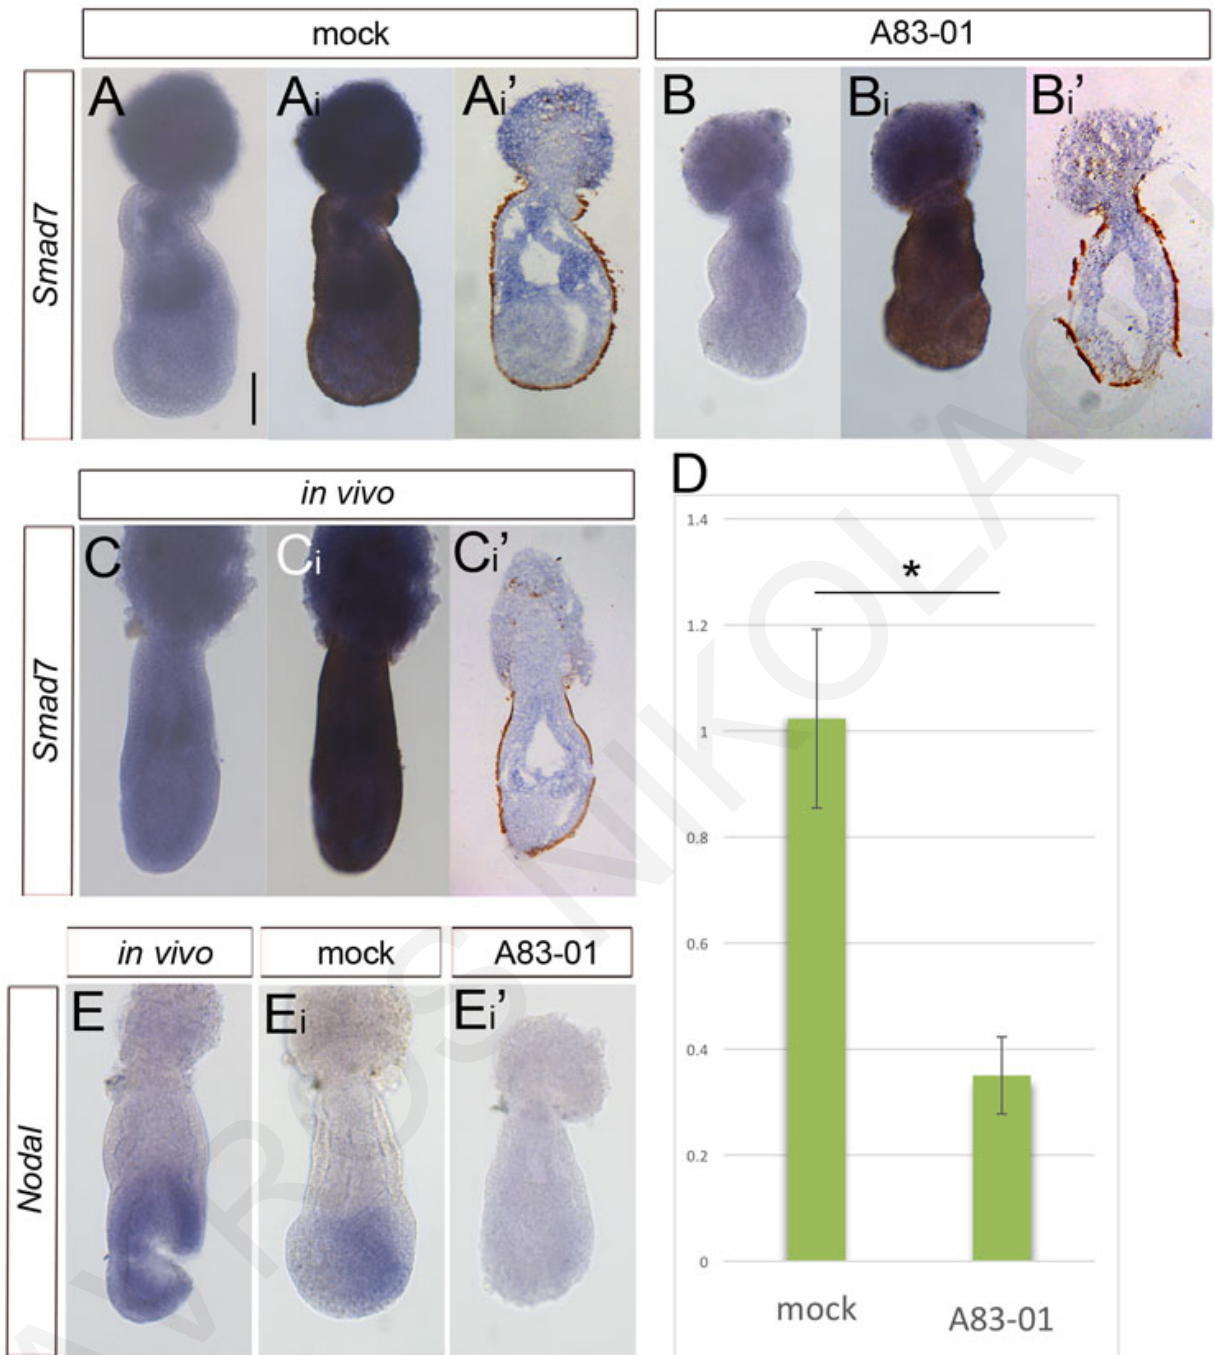 mock
A83-01
Smad7
A
Ai
Ai’
B
Bi
Bi’
in vivo
Smad7
C
Ci
Ci’
D
1.4
1.2
1
0.8
0.6
0.4
0.2
0
*
mock
A83-01
in vivo
mock
A83-01
Nodal
E
Ei
Ei’